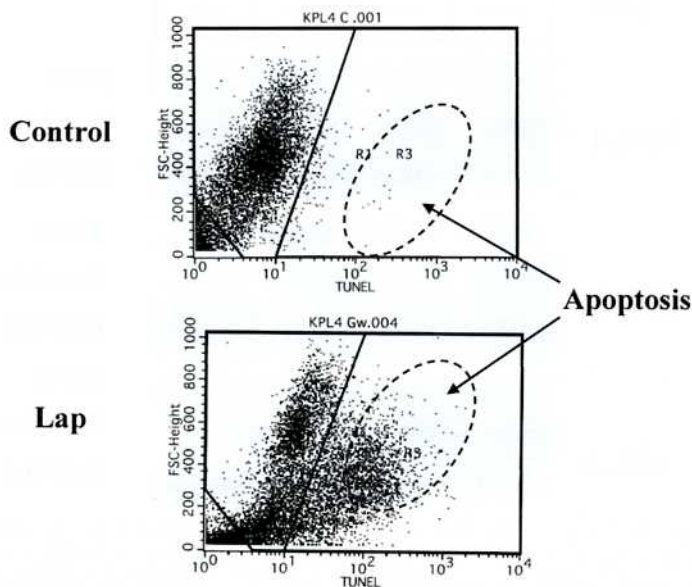 KPL4 C .001
Control
FSC-Height
1000
800
600
400
200
0
R1 R3
10^0 10^1 10^2 10^3 10^4
TUNEL
Apoptosis
KPL4 Gw.004
Lap
FSC-Height
1000
800
600
400
200
0
10^0 10^1 10^2 10^3 10^4
TUNEL